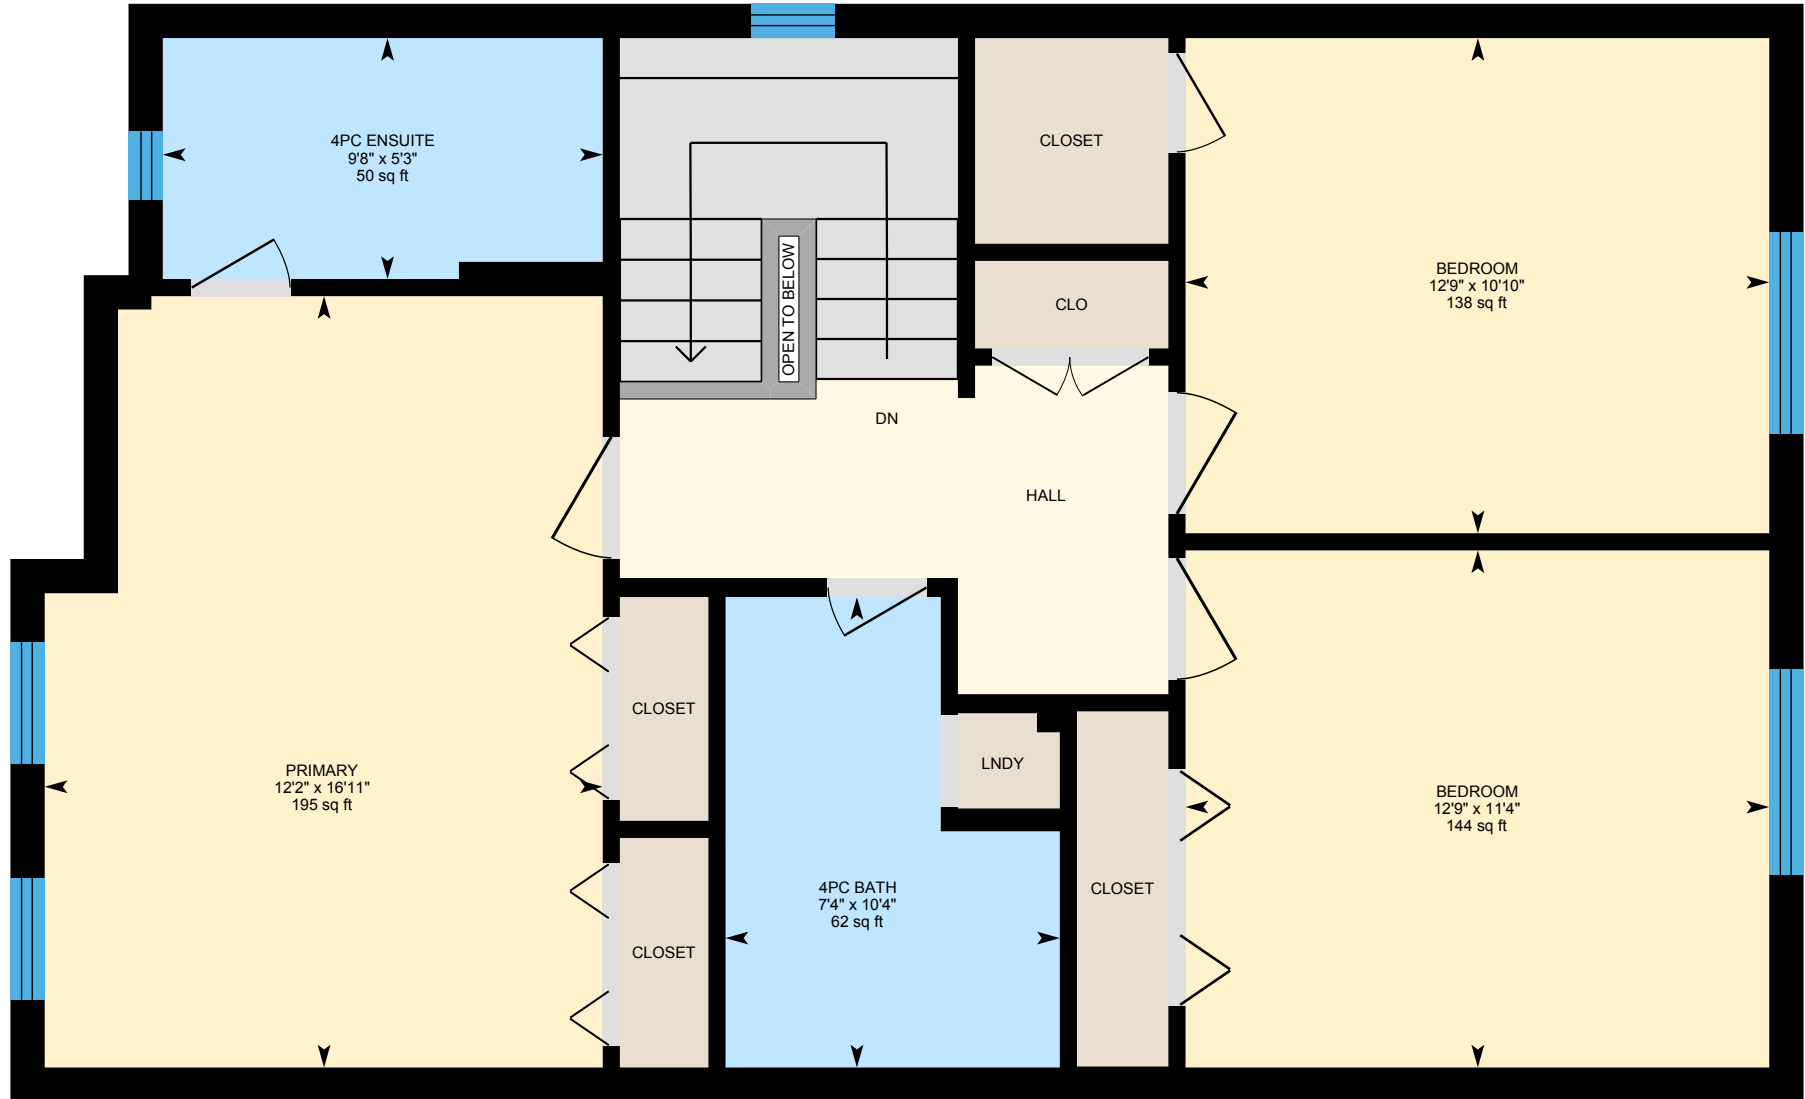 4PC ENSUITE
9'8" x 5'3"
50 sq ft
CLOSET
OPEN TO BELOW
CLO
BEDROOM
12'9" x 10'10"
138 sq ft
DN
HALL
CLOSET
LNDY
PRIMARY
12'2" x 16'11"
195 sq ft
BEDROOM
12'9" x 11'4"
144 sq ft
4PC BATH
7'4" x 10'4"
62 sq ft
CLOSET
CLOSET